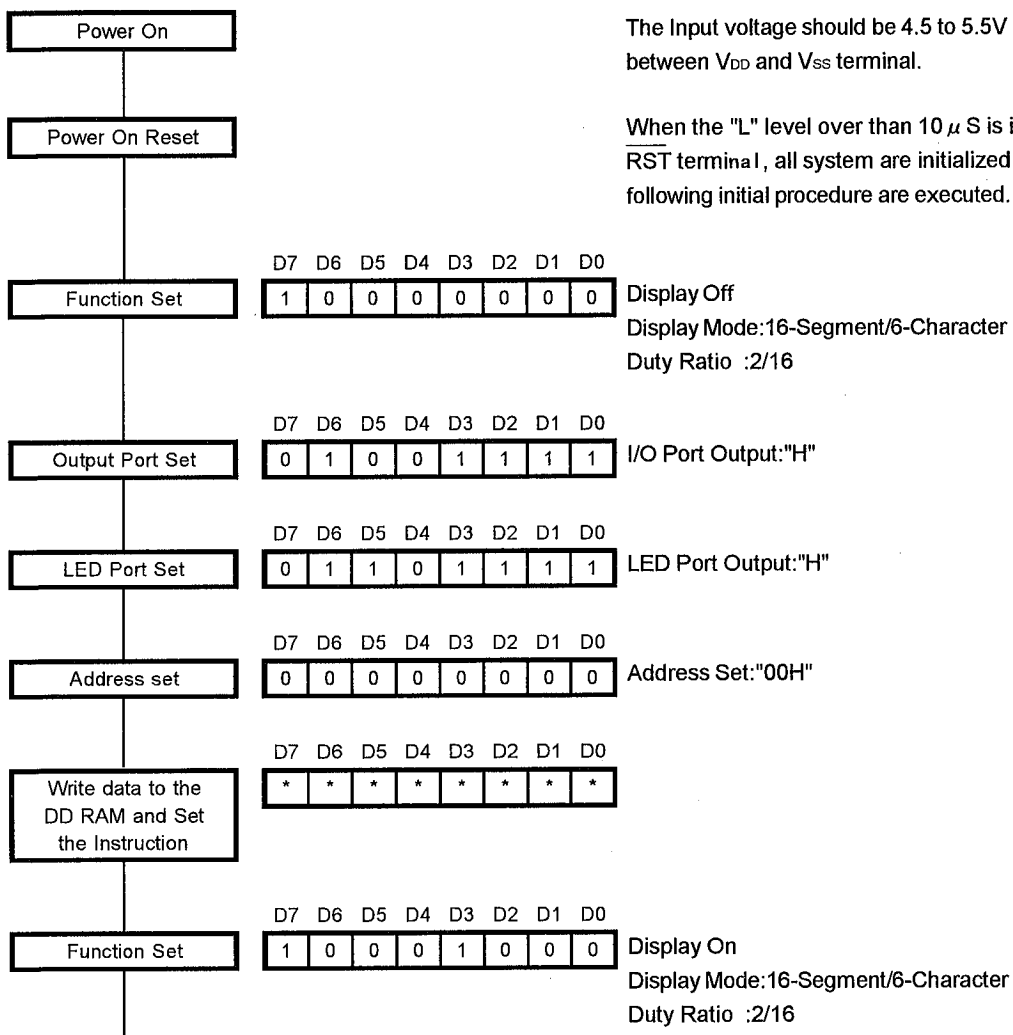 Power On
The Input voltage should be 4.5 to 5.5V
between VDD and Vss terminal.
Power On Reset
When the "L" level over than 10 μ S is
RST terminal, all system are initialized
following initial procedure are executed.
D7 D6 D5 D4 D3 D2 D1 D0
Function Set
1 0 0 0 0 0 0 0
Display Off
Display Mode:16-Segment/6-Character
Duty Ratio :2/16
D7 D6 D5 D4 D3 D2 D1 D0
Output Port Set
0 1 0 0 1 1 1 1
I/O Port Output:"H"
D7 D6 D5 D4 D3 D2 D1 D0
LED Port Set
0 1 1 0 1 1 1 1
LED Port Output:"H"
D7 D6 D5 D4 D3 D2 D1 D0
Address set
0 0 0 0 0 0 0 0
Address Set:"00H"
D7 D6 D5 D4 D3 D2 D1 D0
Write data to the
DD RAM and Set
the Instruction
* * * * * * * *
D7 D6 D5 D4 D3 D2 D1 D0
Function Set
1 0 0 0 1 0 0 0
Display On
Display Mode:16-Segment/6-Character
Duty Ratio :2/16